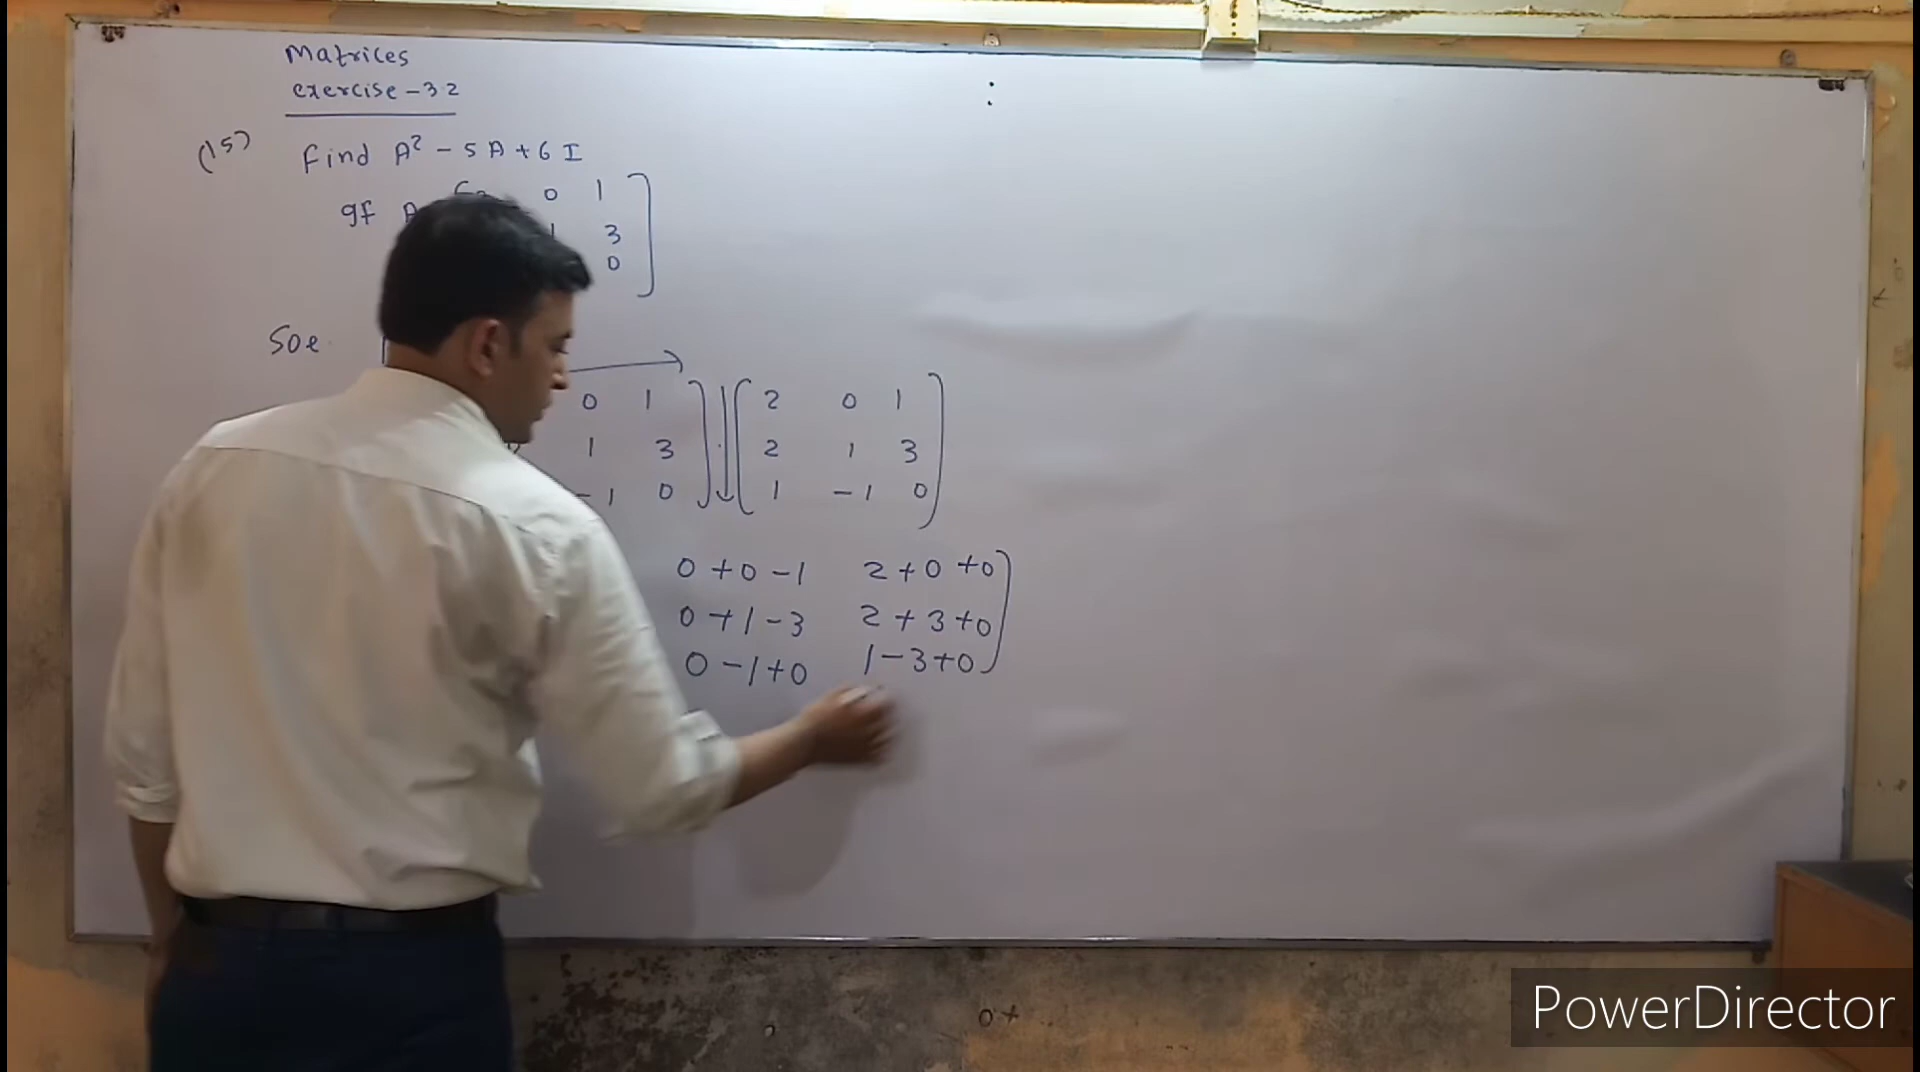 Matrices
exercise-3.2
(15) find A² - 5A + 6I
gf A 0 1
1 3
0
Soe.
0 1 ] [ 2 0 1 ]
1 3 2 1 3
-1 0 1 -1 0
0+0-1 2+0+0
0+1-3 2+3+0
0-1+0 1-3+0
PowerDirector